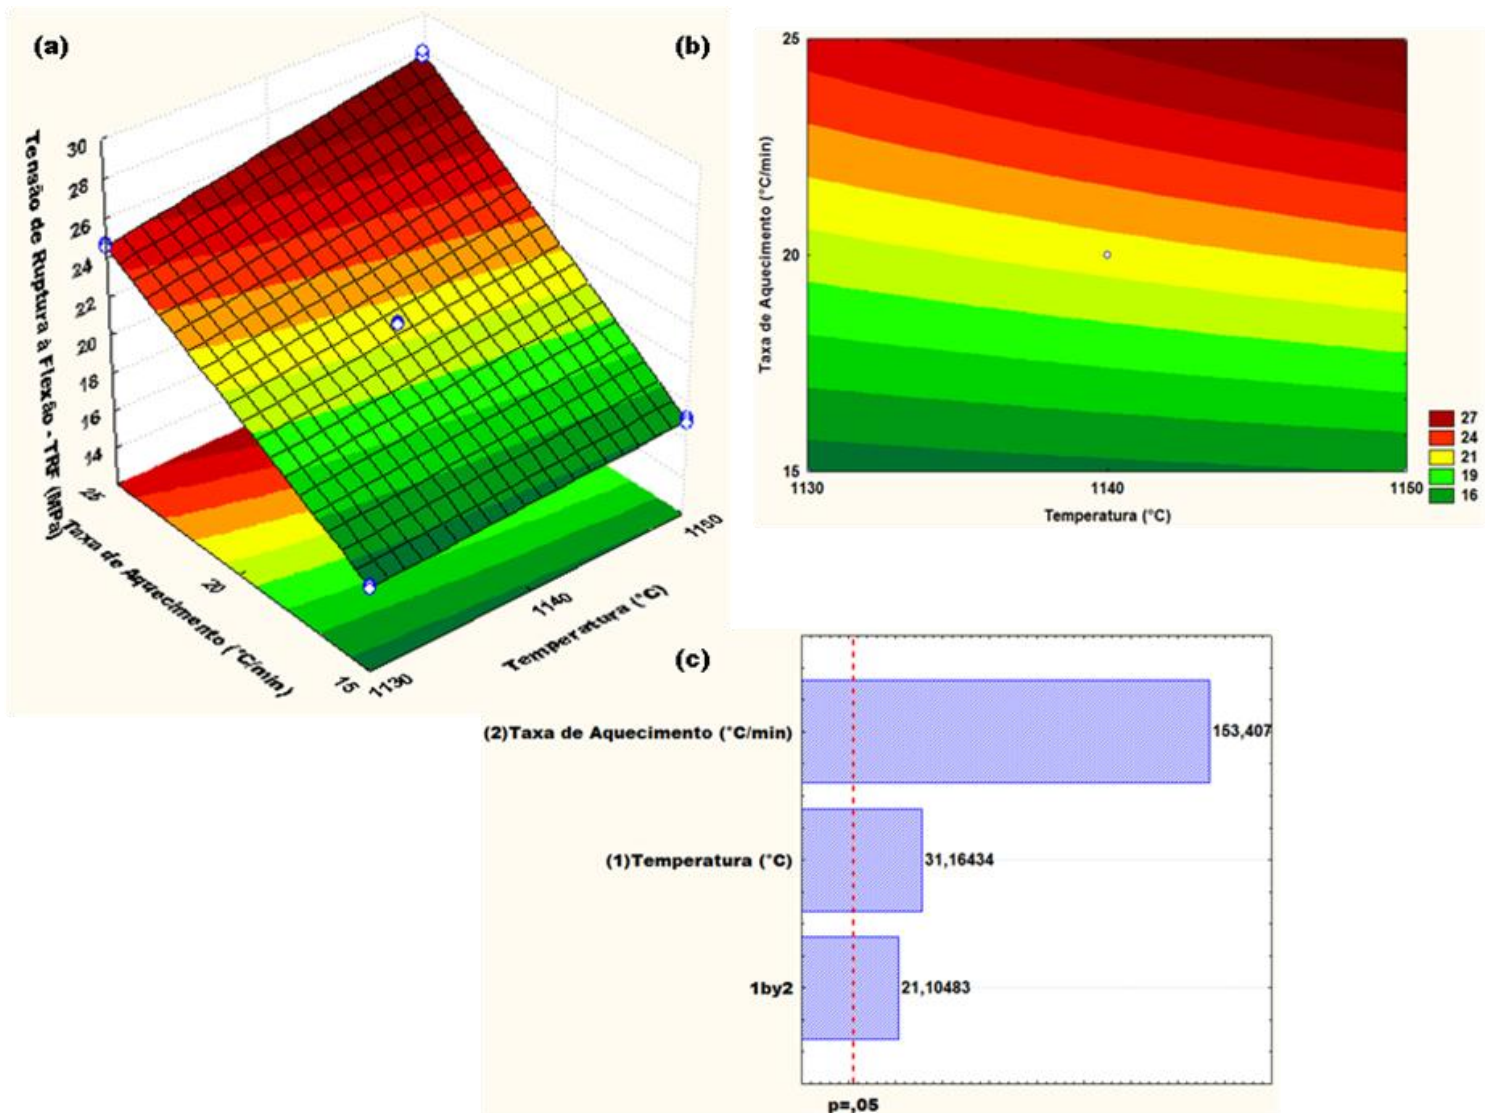 (a)
Tensão de Ruptura à Flexão - TRF (MPa)
30
28
26
24
22
20
18
16
14
25
20
15
Taxa de Aquecimento (°C/min)
1130
1140
1150
Temperatura (°C)
(b)
25
20
15
Taxa de Aquecimento (°C/min)
1130
1140
1150
Temperatura (°C)
27
24
21
19
16
(c)
(2)Taxa de Aquecimento (°C/min)
153,407
(1)Temperatura (°C)
31,16434
1by2
21,10483
p=,05